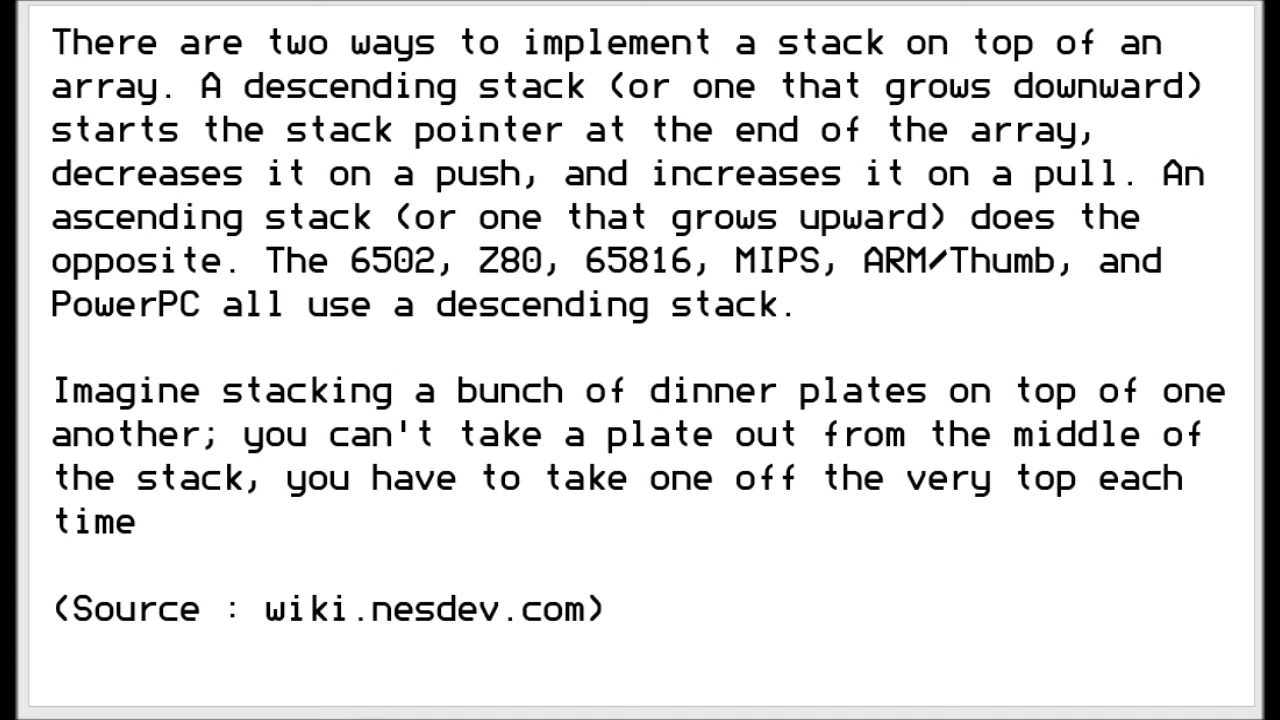 There are two ways to implement a stack on top of an
array. A descending stack (or one that grows downward)
starts the stack pointer at the end of the array,
decreases it on a push, and increases it on a pull. An
ascending stack (or one that grows upward) does the
opposite. The 6502, Z80, 65816, MIPS, ARM/Thumb, and
PowerPC all use a descending stack.
Imagine stacking a bunch of dinner plates on top of one
another; you can't take a plate out from the middle of
the stack, you have to take one off the very top each
time
(Source : wiki.nesdev.com)